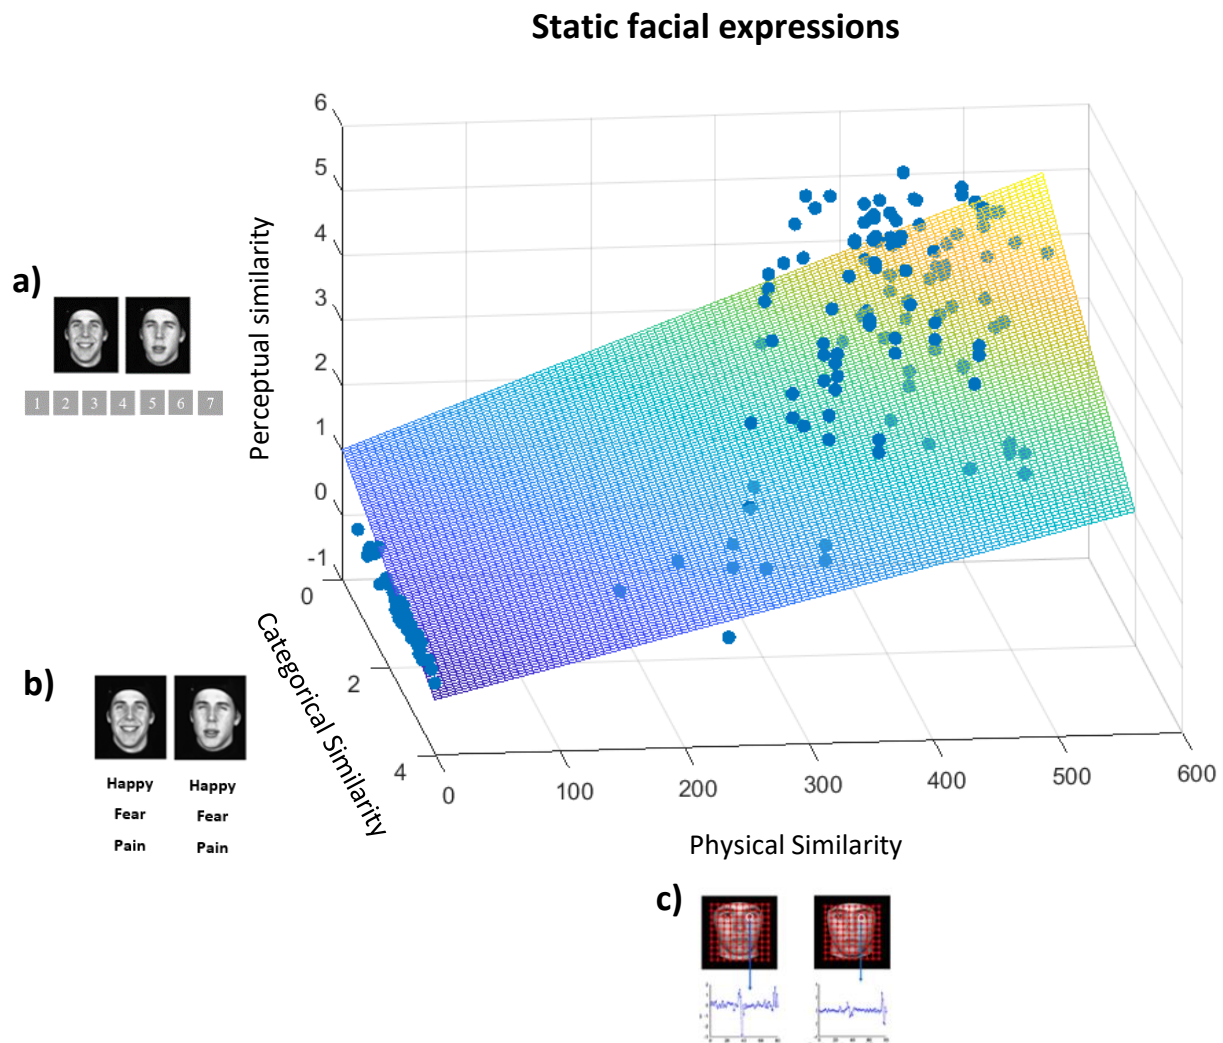 Static facial expressions
6
5
4
3
2
1
0
-1
Perceptual similarity
a)
1 2 3 4 5 6 7
0
2
4
Categorical Similarity
b)
Happy Happy
Fear Fear
Pain Pain
0 100 200 300 400 500 600
Physical Similarity
c)